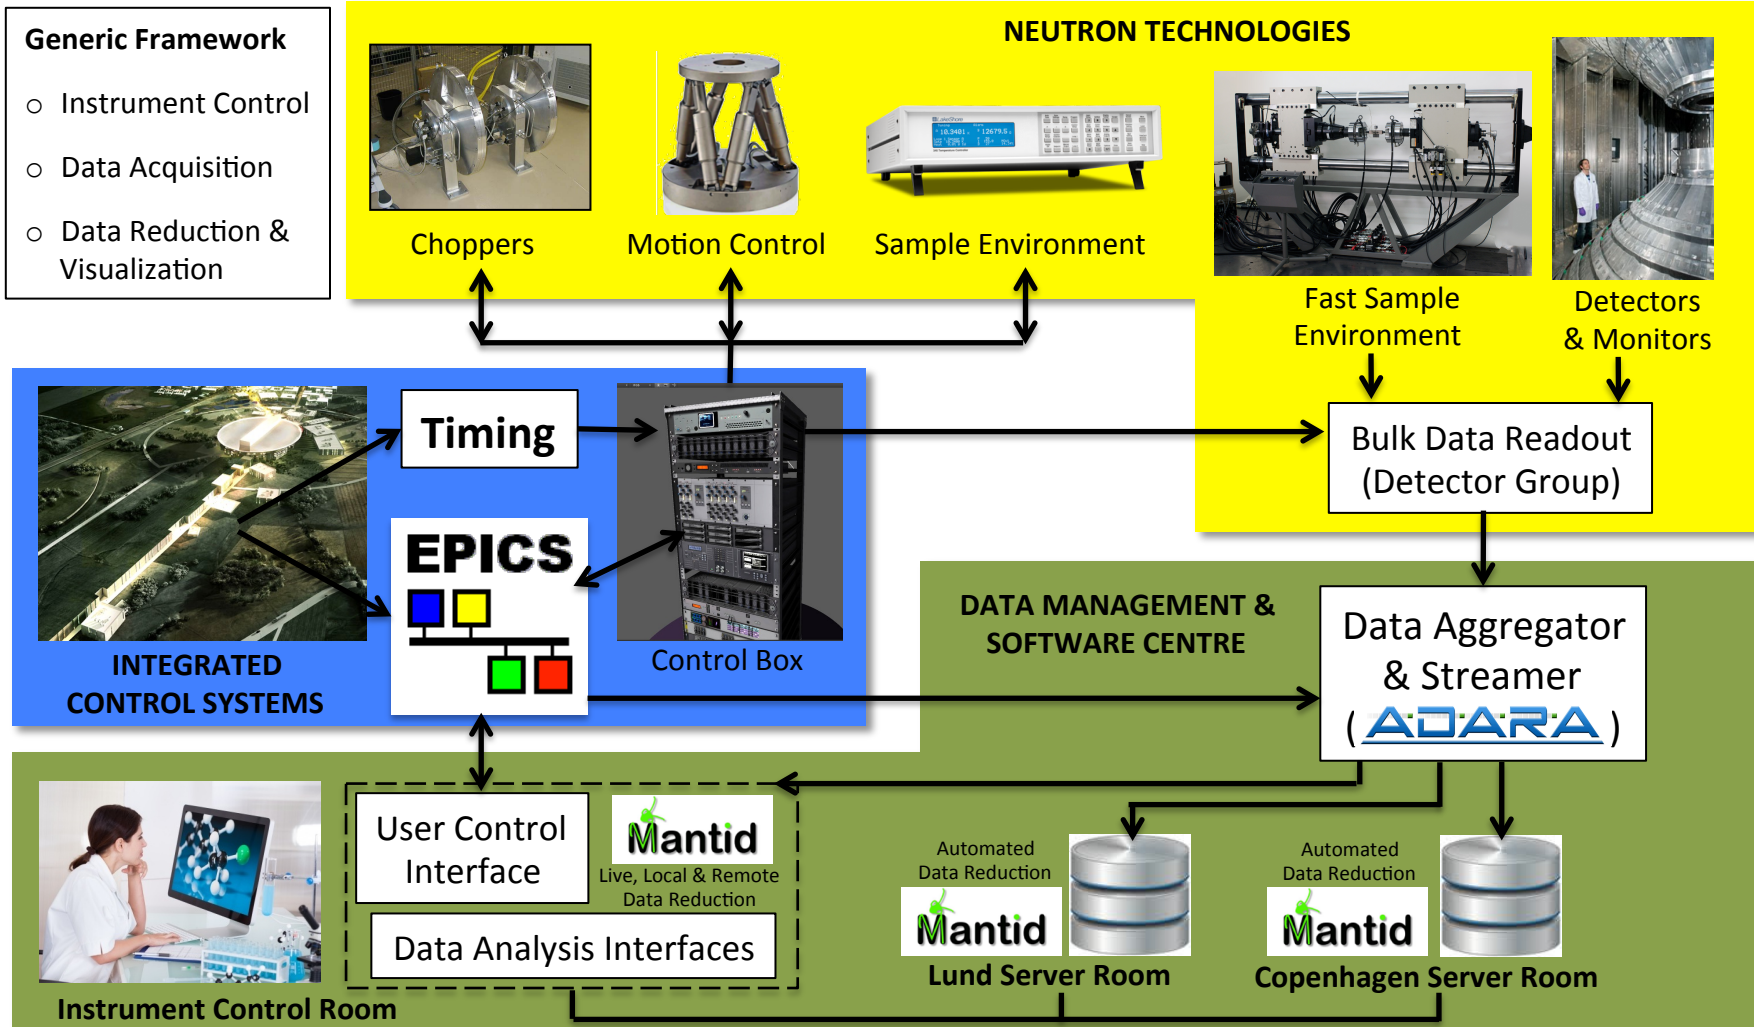 Generic Framework
○ Instrument Control
○ Data Acquisition
○ Data Reduction &
Visualization
NEUTRON TECHNOLOGIES
LakeShore
Choppers
Motion Control
Sample Environment
Fast Sample
Environment
Detectors
& Monitors
Timing
Bulk Data Readout
(Detector Group)
EPICS
Control Box
INTEGRATED
CONTROL SYSTEMS
DATA MANAGEMENT &
SOFTWARE CENTRE
Data Aggregator
& Streamer
(ADARA)
User Control
Interface
Mantid
Live, Local & Remote
Data Reduction
Data Analysis Interfaces
Instrument Control Room
Automated
Data Reduction
Mantid
Lund Server Room
Automated
Data Reduction
Mantid
Copenhagen Server Room